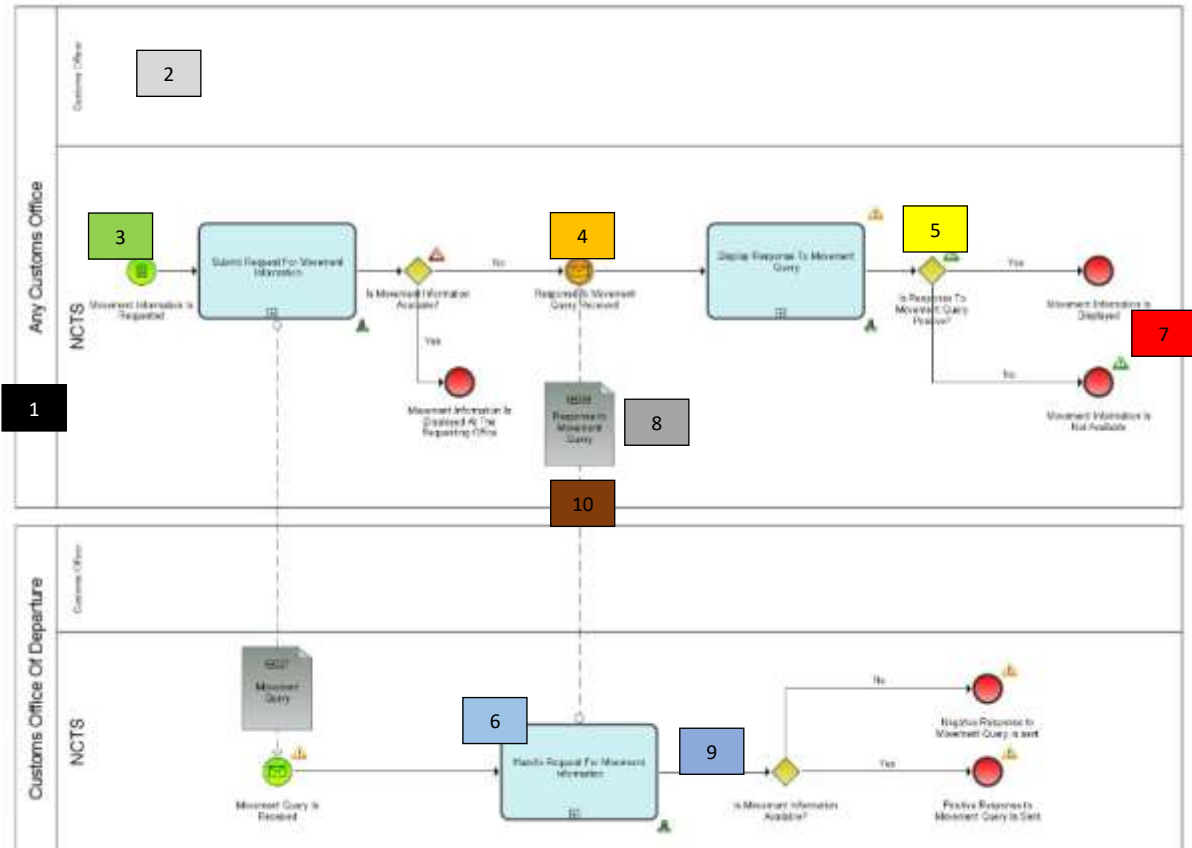 Customs Officer
2
Any Customs Office
NCTS
3
4
5
Submit Request For Movement
Information
Display Response To Movement
Query
No
Yes
Movement Information Is
Requested
Is Movement Information
Available?
Response to Movement
Query Received
Is Response To
Movement Query
Positive?
Movement Information Is
Displayed
7
Yes
No
1
Movement Information Is
Displayed At The
Requesting Office
Response to
Movement
Query
8
Movement Information Is
Not Available
10
Customs Officer
Customs Office Of Departure
NCTS
Movement
Query
No
6
9
Negative Response to
Movement Query is sent
Handle Request For Movement
Information
Yes
Movement Query Is
Received
Is Movement Information
Available?
Positive Response to
Movement Query Is Sent